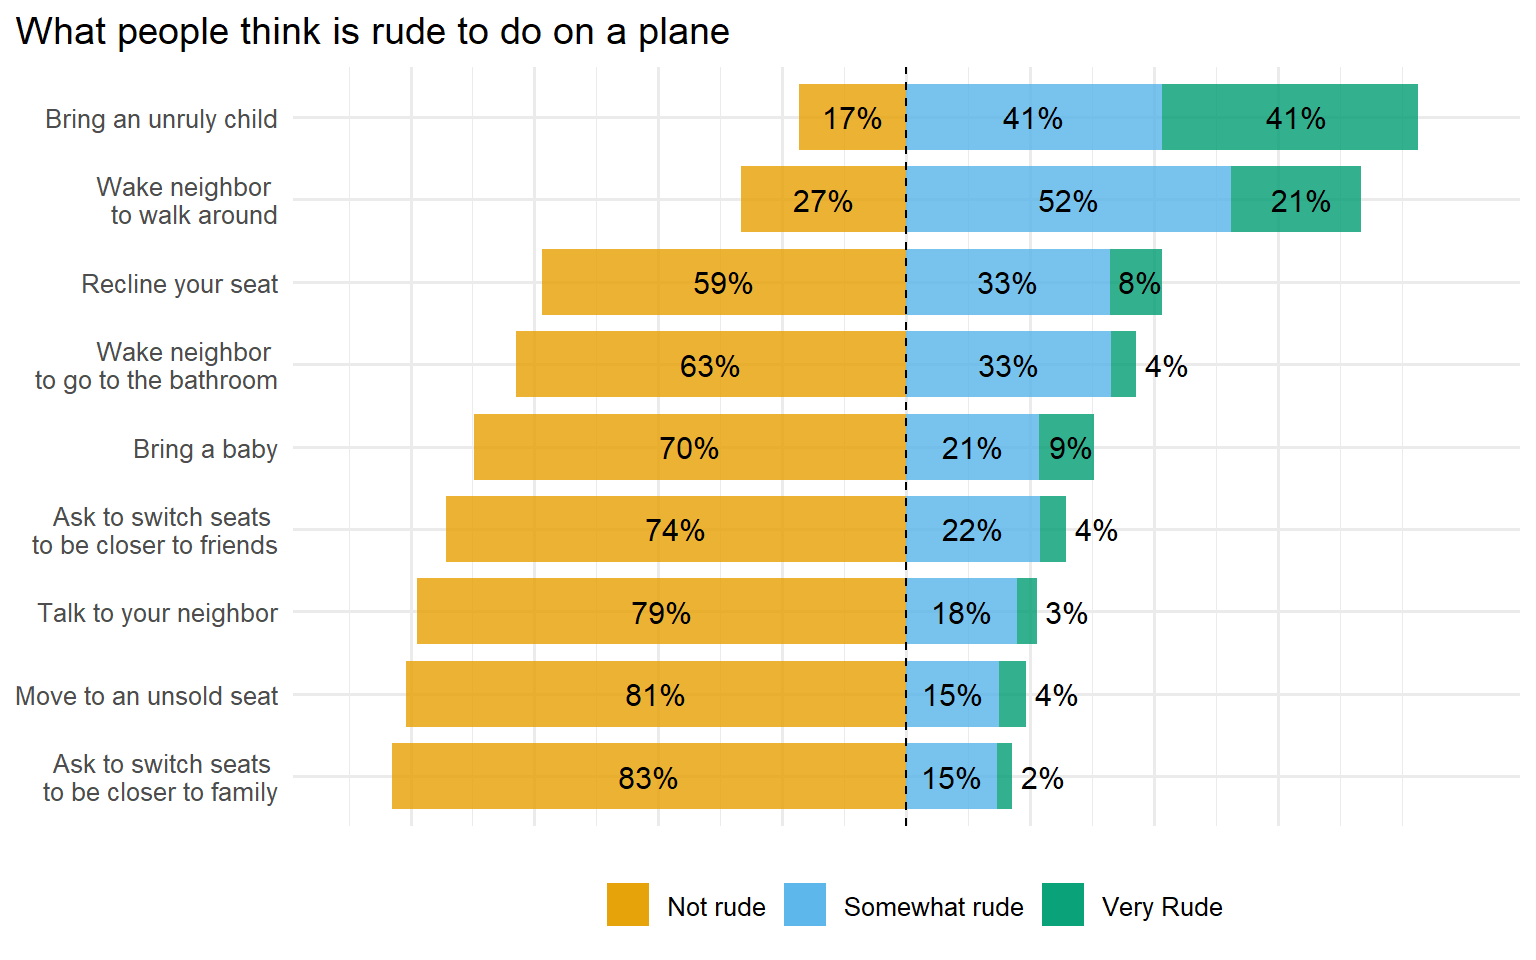 What people think is rude to do on a plane
Bring an unruly child
17% 41% 41%
Wake neighbor
to walk around
27% 52% 21%
Recline your seat
59% 33% 8%
Wake neighbor
to go to the bathroom
63% 33% 4%
Bring a baby
70% 21% 9%
Ask to switch seats
to be closer to friends
74% 22% 4%
Talk to your neighbor
79% 18% 3%
Move to an unsold seat
81% 15% 4%
Ask to switch seats
to be closer to family
83% 15% 2%
Not rude Somewhat rude Very Rude